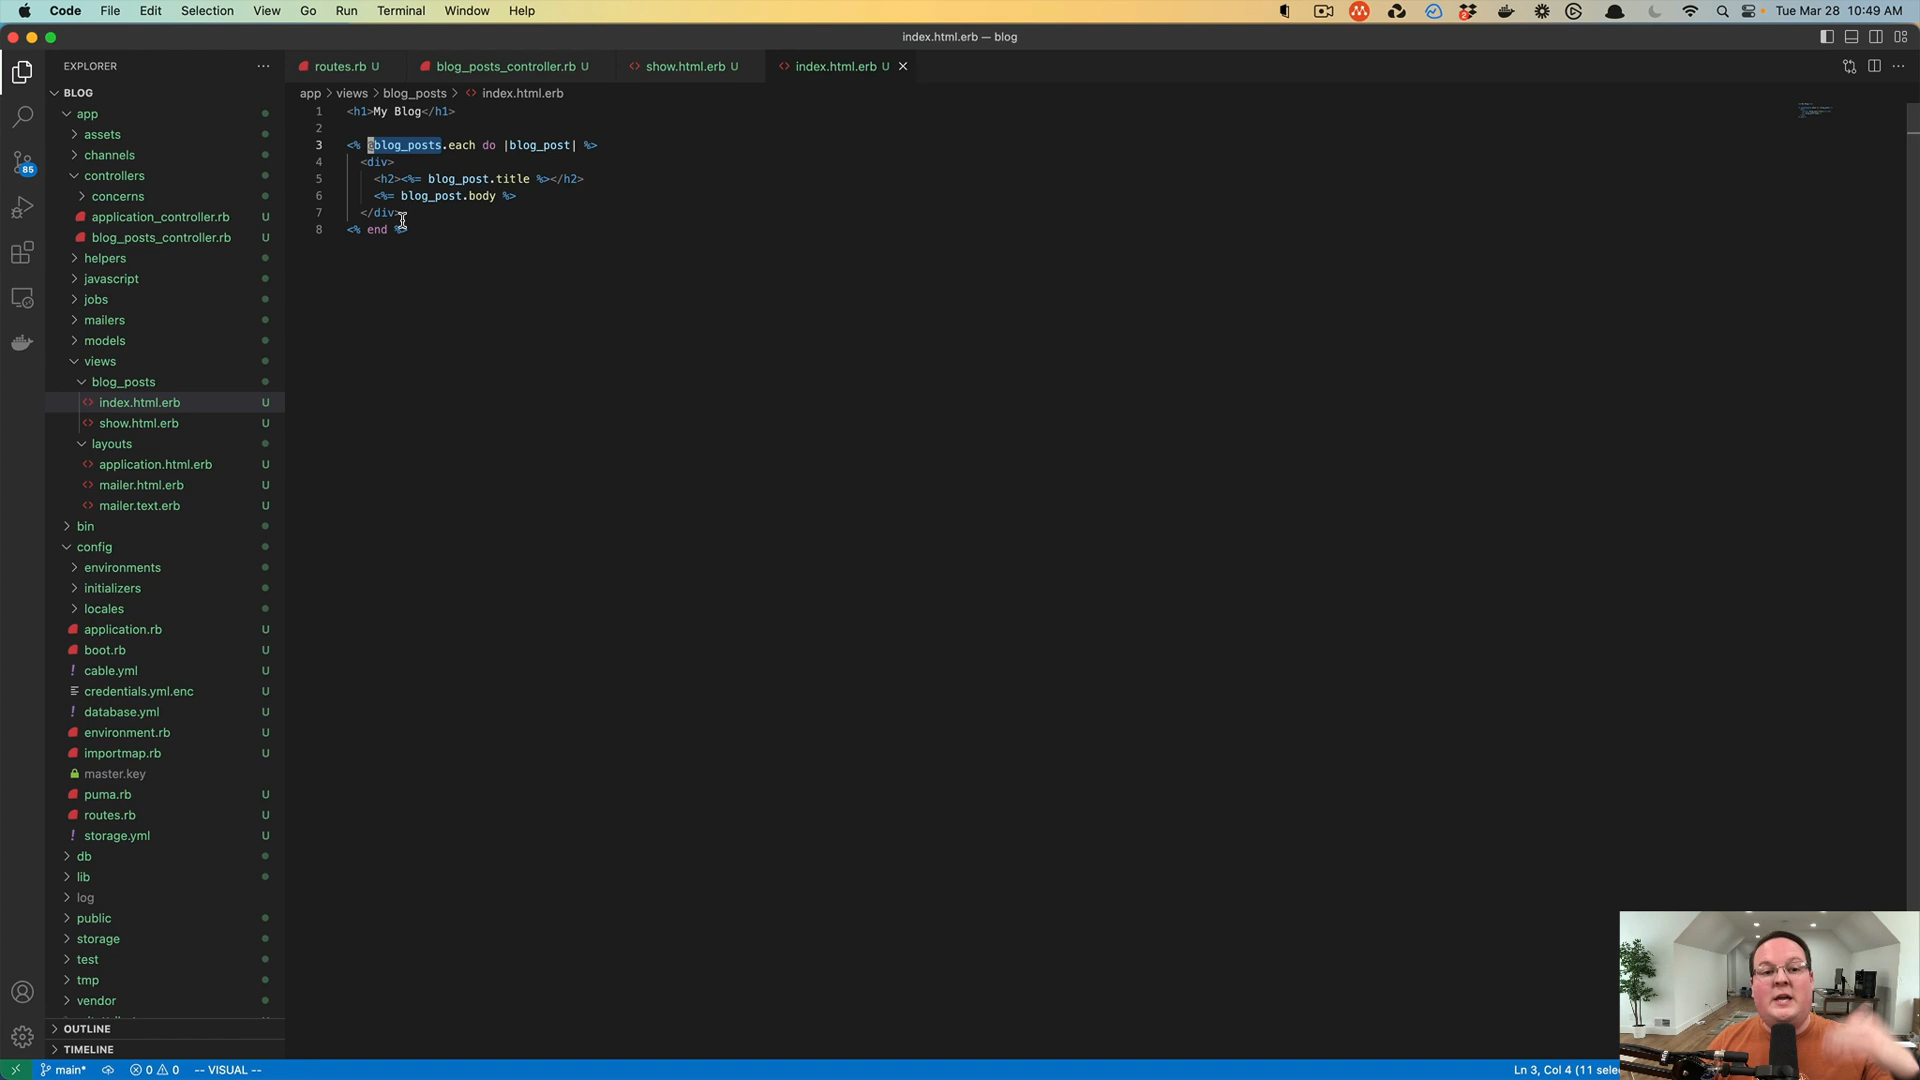 Code File Edit Selection View Go Run Terminal Window Help
2
Tue Mar 28 10:49 AM
index.html.erb — blog
EXPLORER
routes.rb U
blog_posts_controller.rb U
show.html.erb U
index.html.erb U
BLOG
app > views > blog_posts > index.html.erb
app
assets
channels
controllers
concerns
application_controller.rb U
blog_posts_controller.rb U
helpers
javascript
jobs
mailers
models
views
blog_posts
index.html.erb U
show.html.erb U
layouts
application.html.erb U
mailer.html.erb U
mailer.text.erb U
bin
config
environments
initializers
locales
application.rb U
boot.rb U
! cable.yml U
credentials.yml.enc U
! database.yml U
environment.rb U
importmap.rb U
master.key
puma.rb U
routes.rb U
! storage.yml U
db
lib
log
public
storage
test
tmp
vendor
OUTLINE
TIMELINE
85
1 <h1>My Blog</h1>
2
3 <% @blog_posts.each do |blog_post| %>
4 <div>
5 <h2><%= blog_post.title %></h2>
6 <%= blog_post.body %>
7 </div>
8 <% end %>
main* 0 0 -- VISUAL --
Ln 3, Col 4 (11 sele